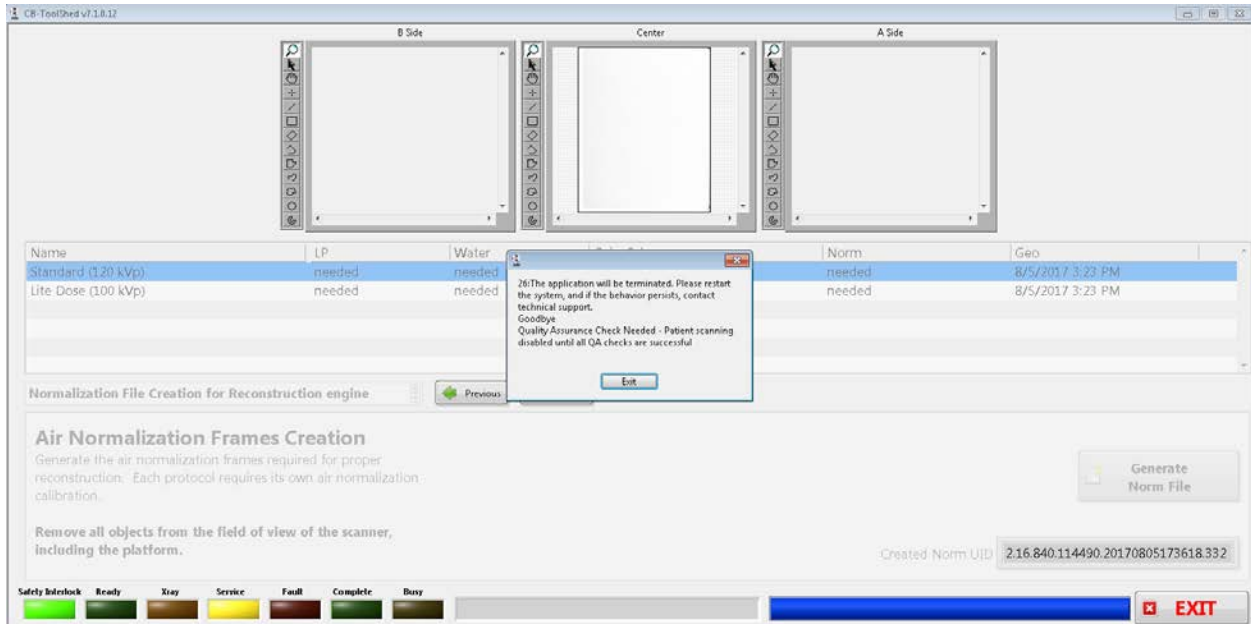 CB-ToolShed v7.1.0.12
B Side
Center
A Side
Name LP Water Norm Geo
Standard (120 kVp) needed needed needed 8/5/2017 3:23 PM
Lite Dose (100 kVp) needed needed needed 8/5/2017 3:23 PM
26:The application will be terminated. Please restart
the system, and if the behavior persists, contact
technical support.
Goodbye
Quality Assurance Check Needed - Patient scanning
disabled until all QA checks are successful
Exit
Normalization File Creation for Reconstruction engine
Previous
Air Normalization Frames Creation
Generate the air normalization frames required for proper
reconstruction. Each protocol requires its own air normalization
calibration.
Remove all objects from the field of view of the scanner,
including the platform.
Generate
Norm File
Created Norm UID 2.16.840.114490.20170805173618.332
Safety Interlock Ready Xray Service Fault Complete Busy
EXIT